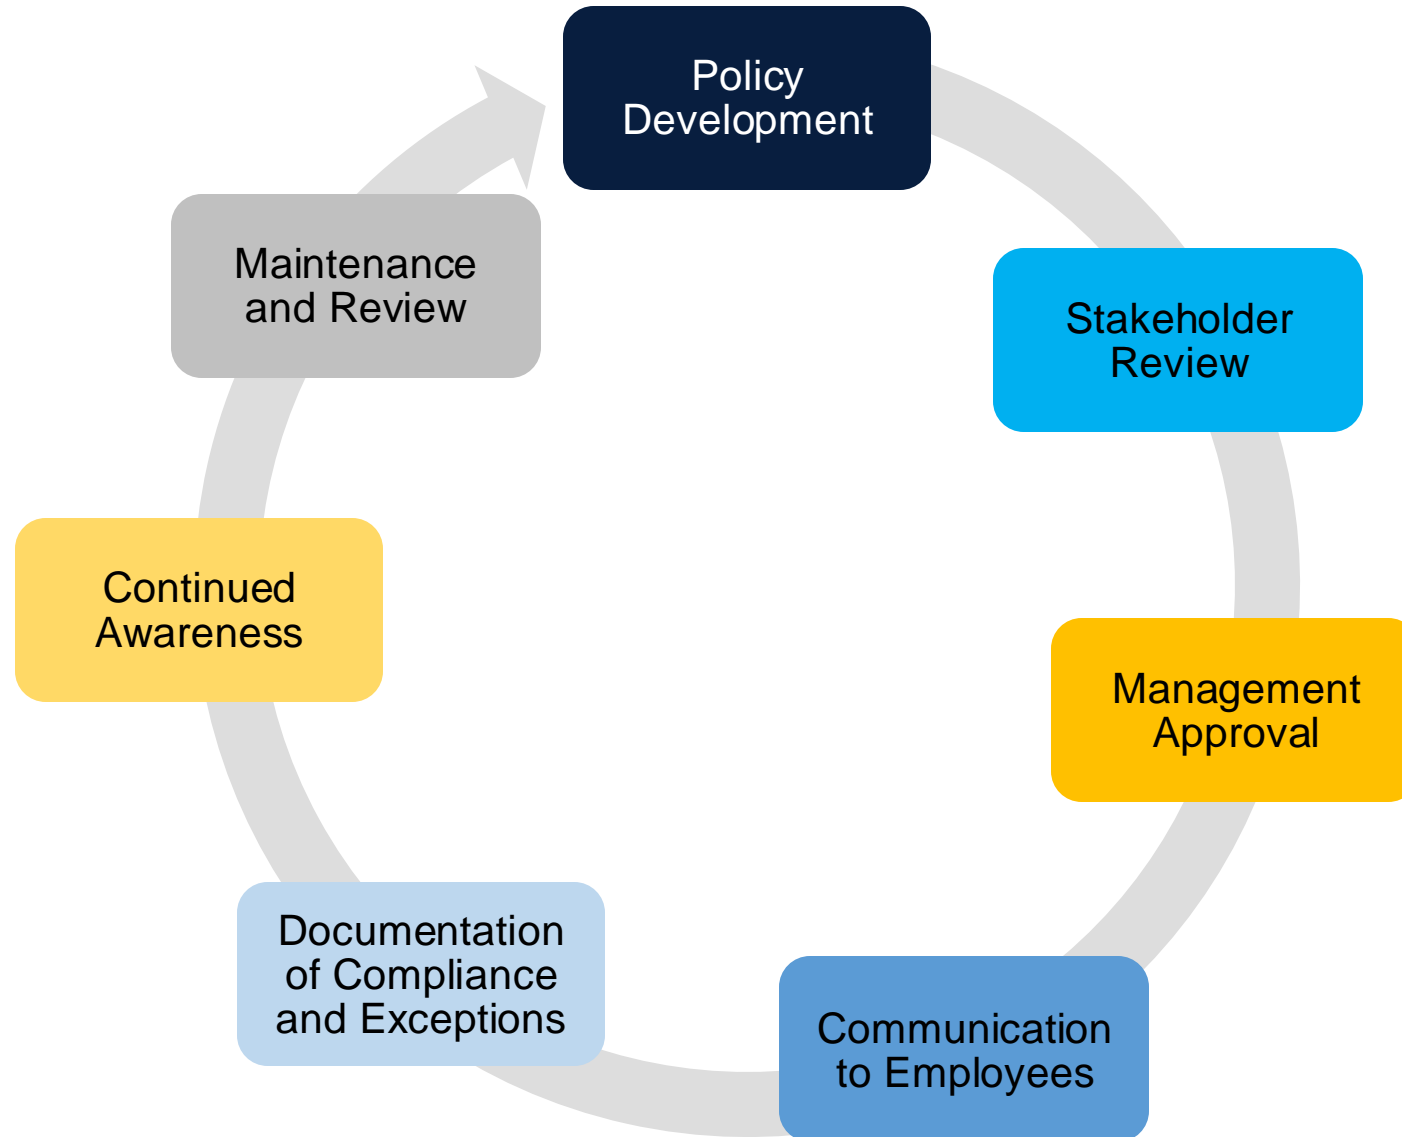 Policy
Development
Stakeholder
Review
Management
Approval
Communication
to Employees
Documentation
of Compliance
and Exceptions
Continued
Awareness
Maintenance
and Review